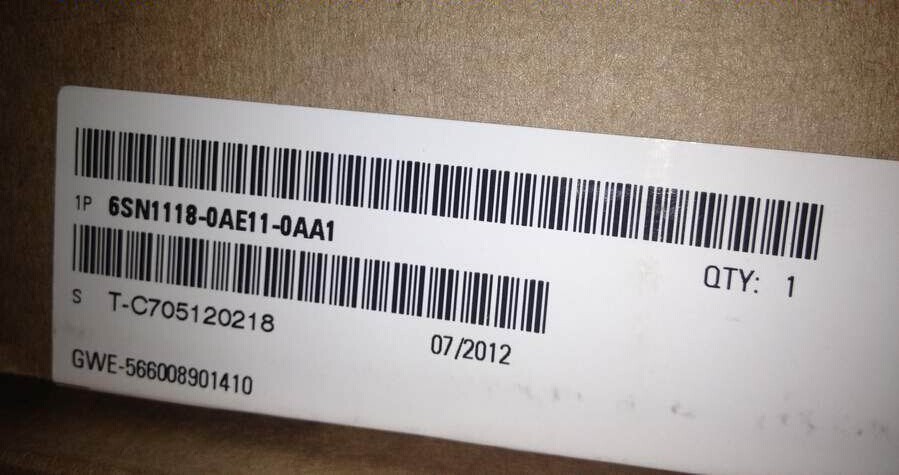 1P 6SN1118-0AE11-0AA1
QTY: 1
S T-C705120218
07/2012
GWE-566008901410